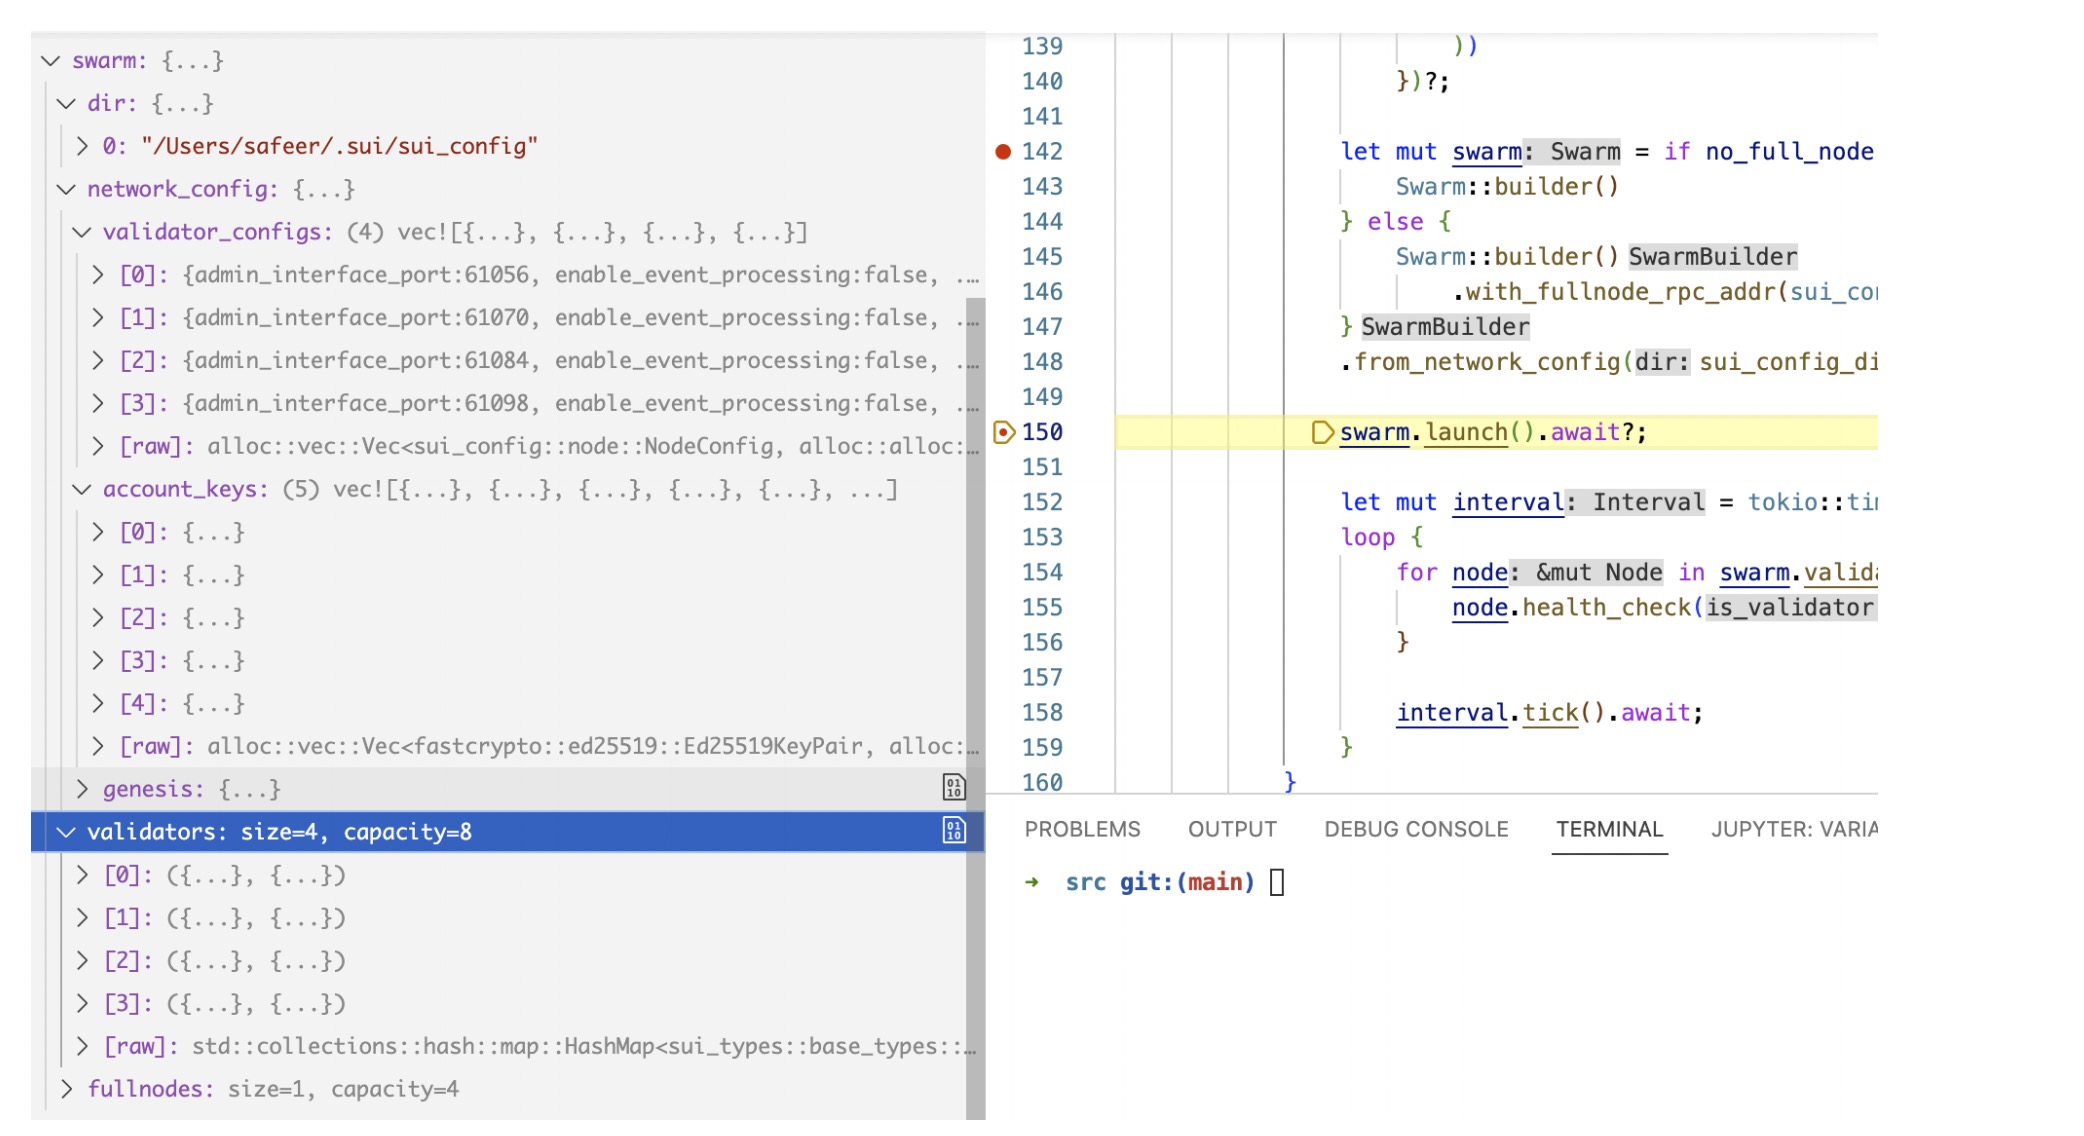 swarm: {...}
dir: {...}
0: "/Users/safeer/.sui/sui_config"
network_config: {...}
validator_configs: (4) vec![{...}, {...}, {...}, {...}]
[0]: {admin_interface_port:61056, enable_event_processing:false, .…
[1]: {admin_interface_port:61070, enable_event_processing:false, .…
[2]: {admin_interface_port:61084, enable_event_processing:false, .…
[3]: {admin_interface_port:61098, enable_event_processing:false, .…
[raw]: alloc::vec::Vec<sui_config::node::NodeConfig, alloc::alloc:…
account_keys: (5) vec![{...}, {...}, {...}, {...}, {...}, ...]
[0]: {...}
[1]: {...}
[2]: {...}
[3]: {...}
[4]: {...}
[raw]: alloc::vec::Vec<fastcrypto::ed25519::Ed25519KeyPair, alloc:…
genesis: {...}
validators: size=4, capacity=8
[0]: ({...}, {...})
[1]: ({...}, {...})
[2]: ({...}, {...})
[3]: ({...}, {...})
[raw]: std::collections::hash::map::HashMap<sui_types::base_types::…
fullnodes: size=1, capacity=4
139 ))
140 })?;
141
142 let mut swarm: Swarm = if no_full_node
143 Swarm::builder()
144 } else {
145 Swarm::builder() SwarmBuilder
146 .with_fullnode_rpc_addr(sui_co
147 } SwarmBuilder
148 .from_network_config(dir: sui_config_di
149
150 swarm.launch().await?;
151
152 let mut interval: Interval = tokio::ti
153 loop {
154 for node: &mut Node in swarm.valid
155 node.health_check(is_validator
156 }
157
158 interval.tick().await;
159 }
160 }
PROBLEMS OUTPUT DEBUG CONSOLE TERMINAL JUPYTER: VARIA
➜ src git:(main)